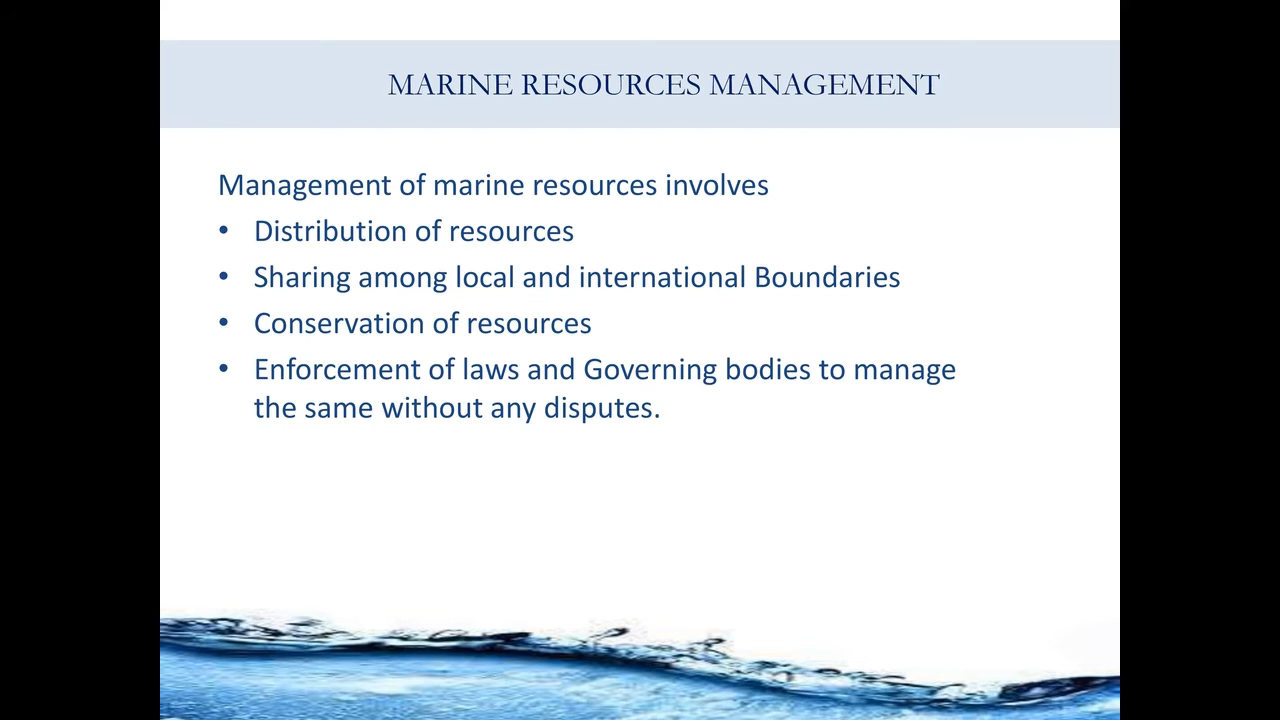 MARINE RESOURCES MANAGEMENT
Management of marine resources involves
• Distribution of resources
• Sharing among local and international Boundaries
• Conservation of resources
• Enforcement of laws and Governing bodies to manage
the same without any disputes.